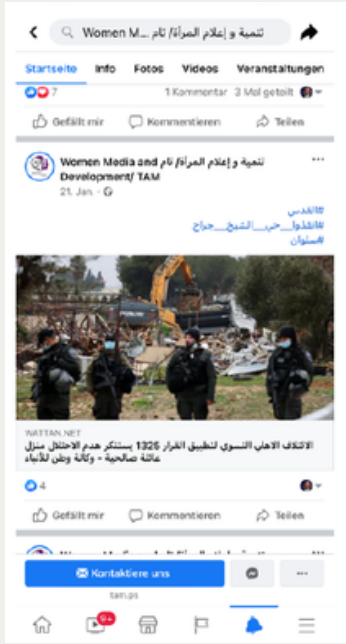 Women M... تنمية و إعلام المرأة/ تام
Startseite Info Fotos Videos Veranstaltungen
7 1 Kommentar 3 Mal geteilt
Gefällt mir Kommentieren Teilen
Women Media and تنمية و إعلام المرأة/ تام
Development/ TAM
21. Jan.
#القدس
#انقذوا_حي_الشيخ_جراح
#سلوان
WATTAN.NET
الائتلاف الاهلي النسوي لتطبيق القرار 1325 يستنكر هدم الاحتلال منزل
عائلة صالحية - وكالة وطن للأنباء
4
Gefällt mir Kommentieren Teilen
Kontaktiere uns
tam.ps
9+